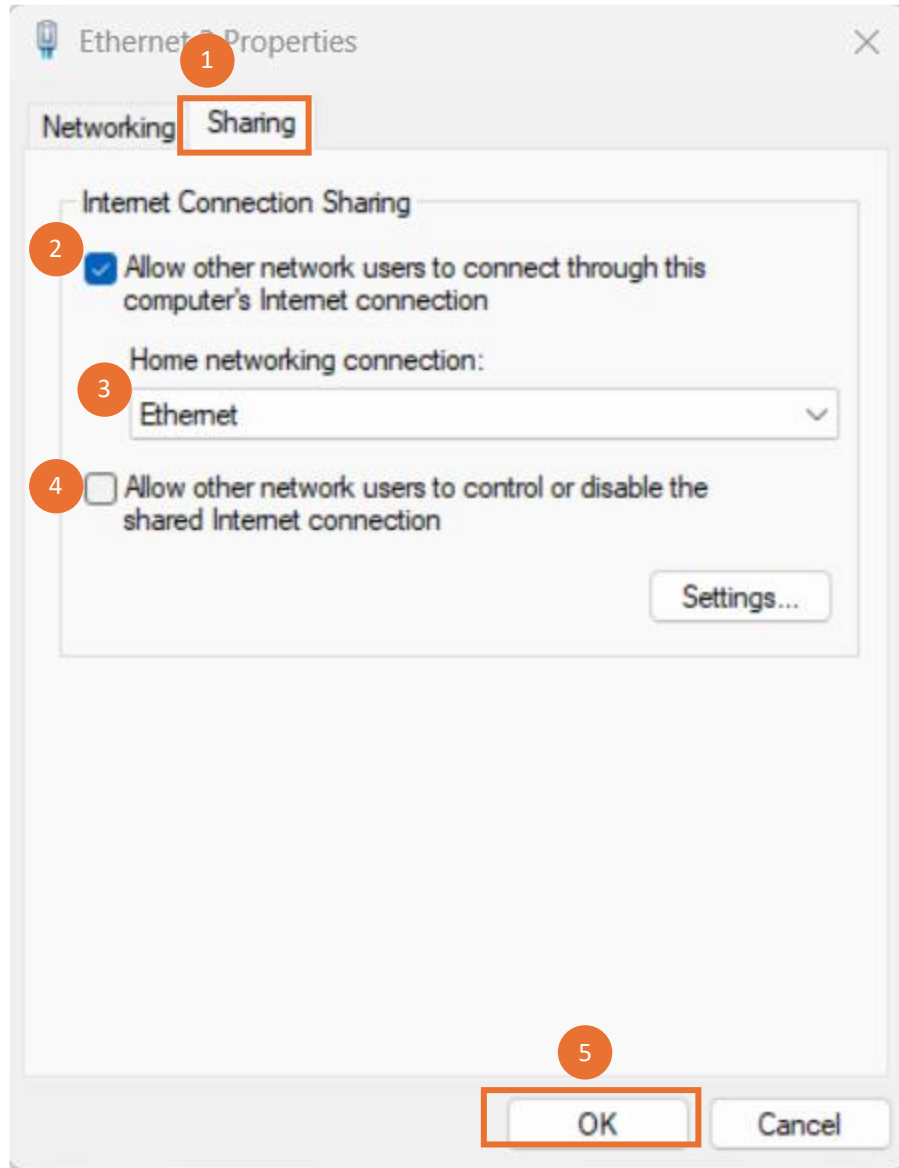 Ethernet Properties
1
Networking
Sharing
Internet Connection Sharing
2
Allow other network users to connect through this
computer's Internet connection
Home networking connection:
3
Ethernet
4
Allow other network users to control or disable the
shared Internet connection
Settings...
5
OK
Cancel